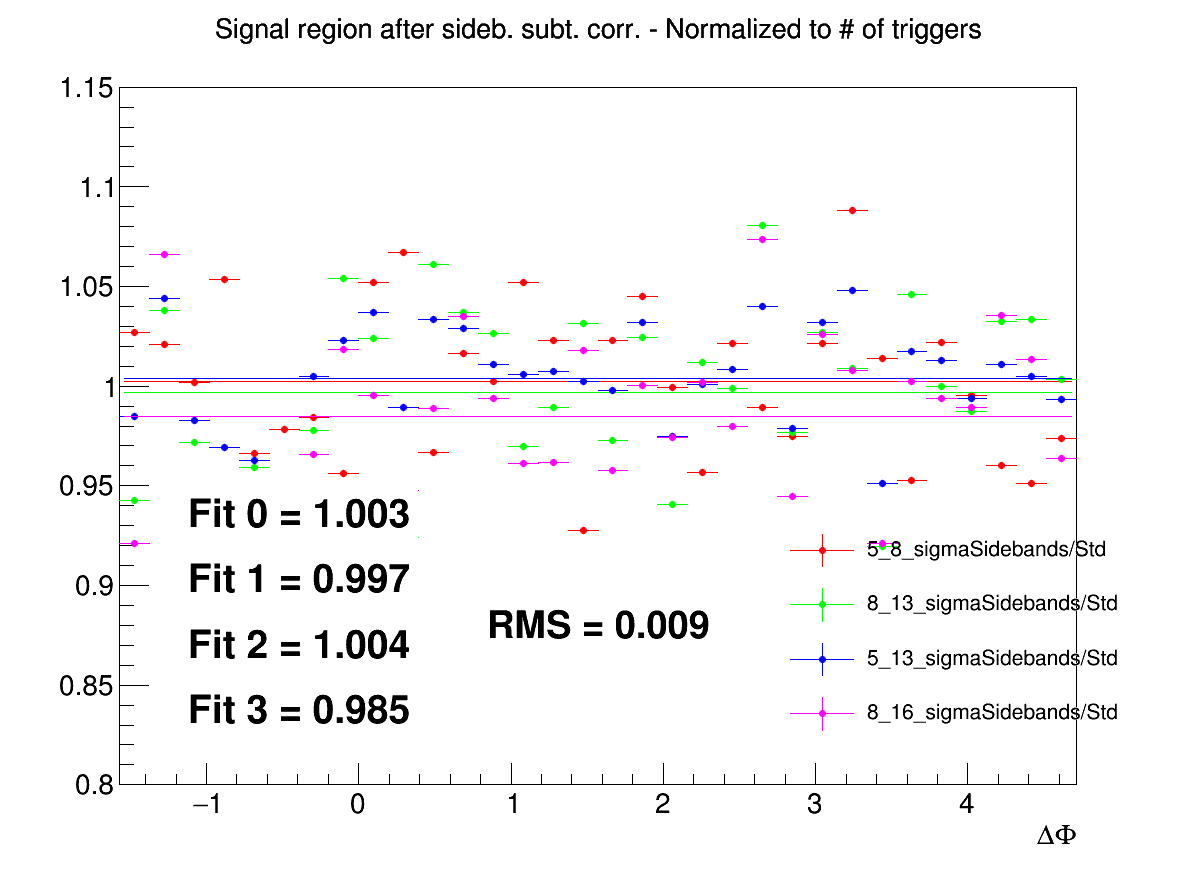 Signal region after sideb. subt. corr. - Normalized to # of triggers
1.15
1.1
1.05
1
0.95
0.9
0.85
0.8
Fit 0 = 1.003
Fit 1 = 0.997
Fit 2 = 1.004
Fit 3 = 0.985
RMS = 0.009
5_8_sigmaSidebands/Std
8_13_sigmaSidebands/Std
5_13_sigmaSidebands/Std
8_16_sigmaSidebands/Std
−1 0 1 2 3 4
ΔΦ